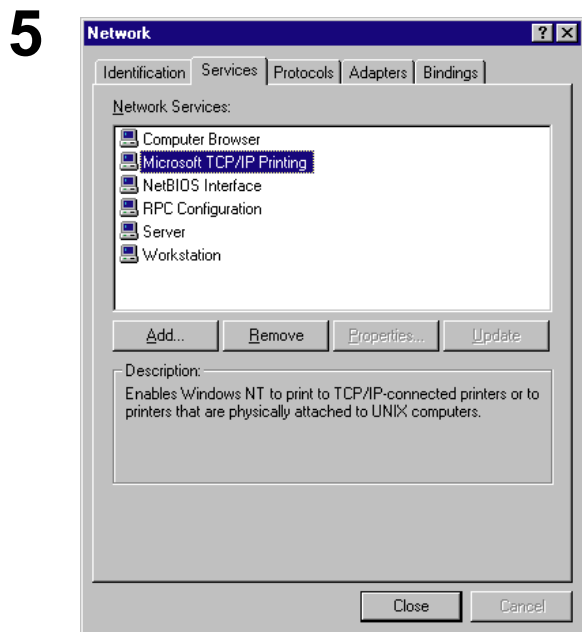 5
Network
Identification Services Protocols Adapters Bindings
Network Services:
Computer Browser
Microsoft TCP/IP Printing
NetBIOS Interface
RPC Configuration
Server
Workstation
Add... Remove Properties... Update
Description:
Enables Windows NT to print to TCP/IP-connected printers or to
printers that are physically attached to UNIX computers.
Close Cancel